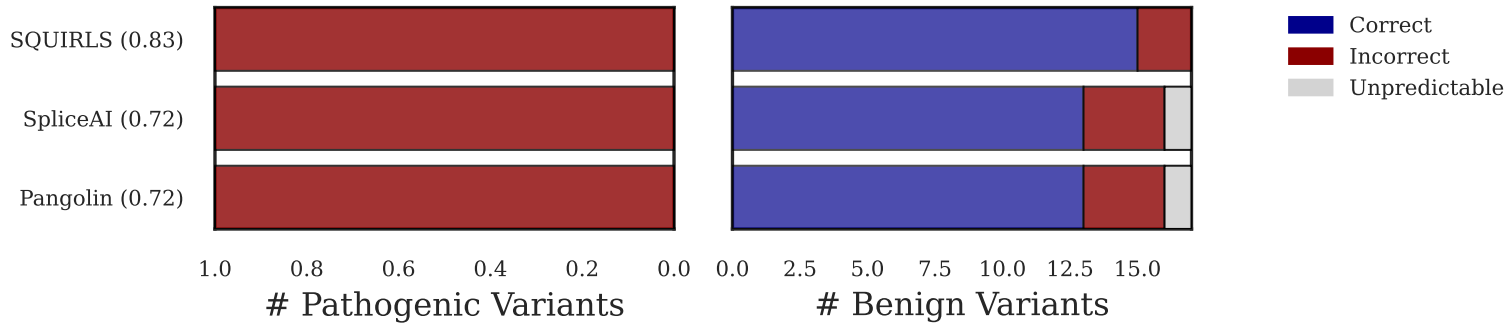 SQUIRLS (0.83)
SpliceAI (0.72)
Pangolin (0.72)
1.0 0.8 0.6 0.4 0.2 0.0
# Pathogenic Variants
0.0 2.5 5.0 7.5 10.0 12.5 15.0
# Benign Variants
Correct
Incorrect
Unpredictable